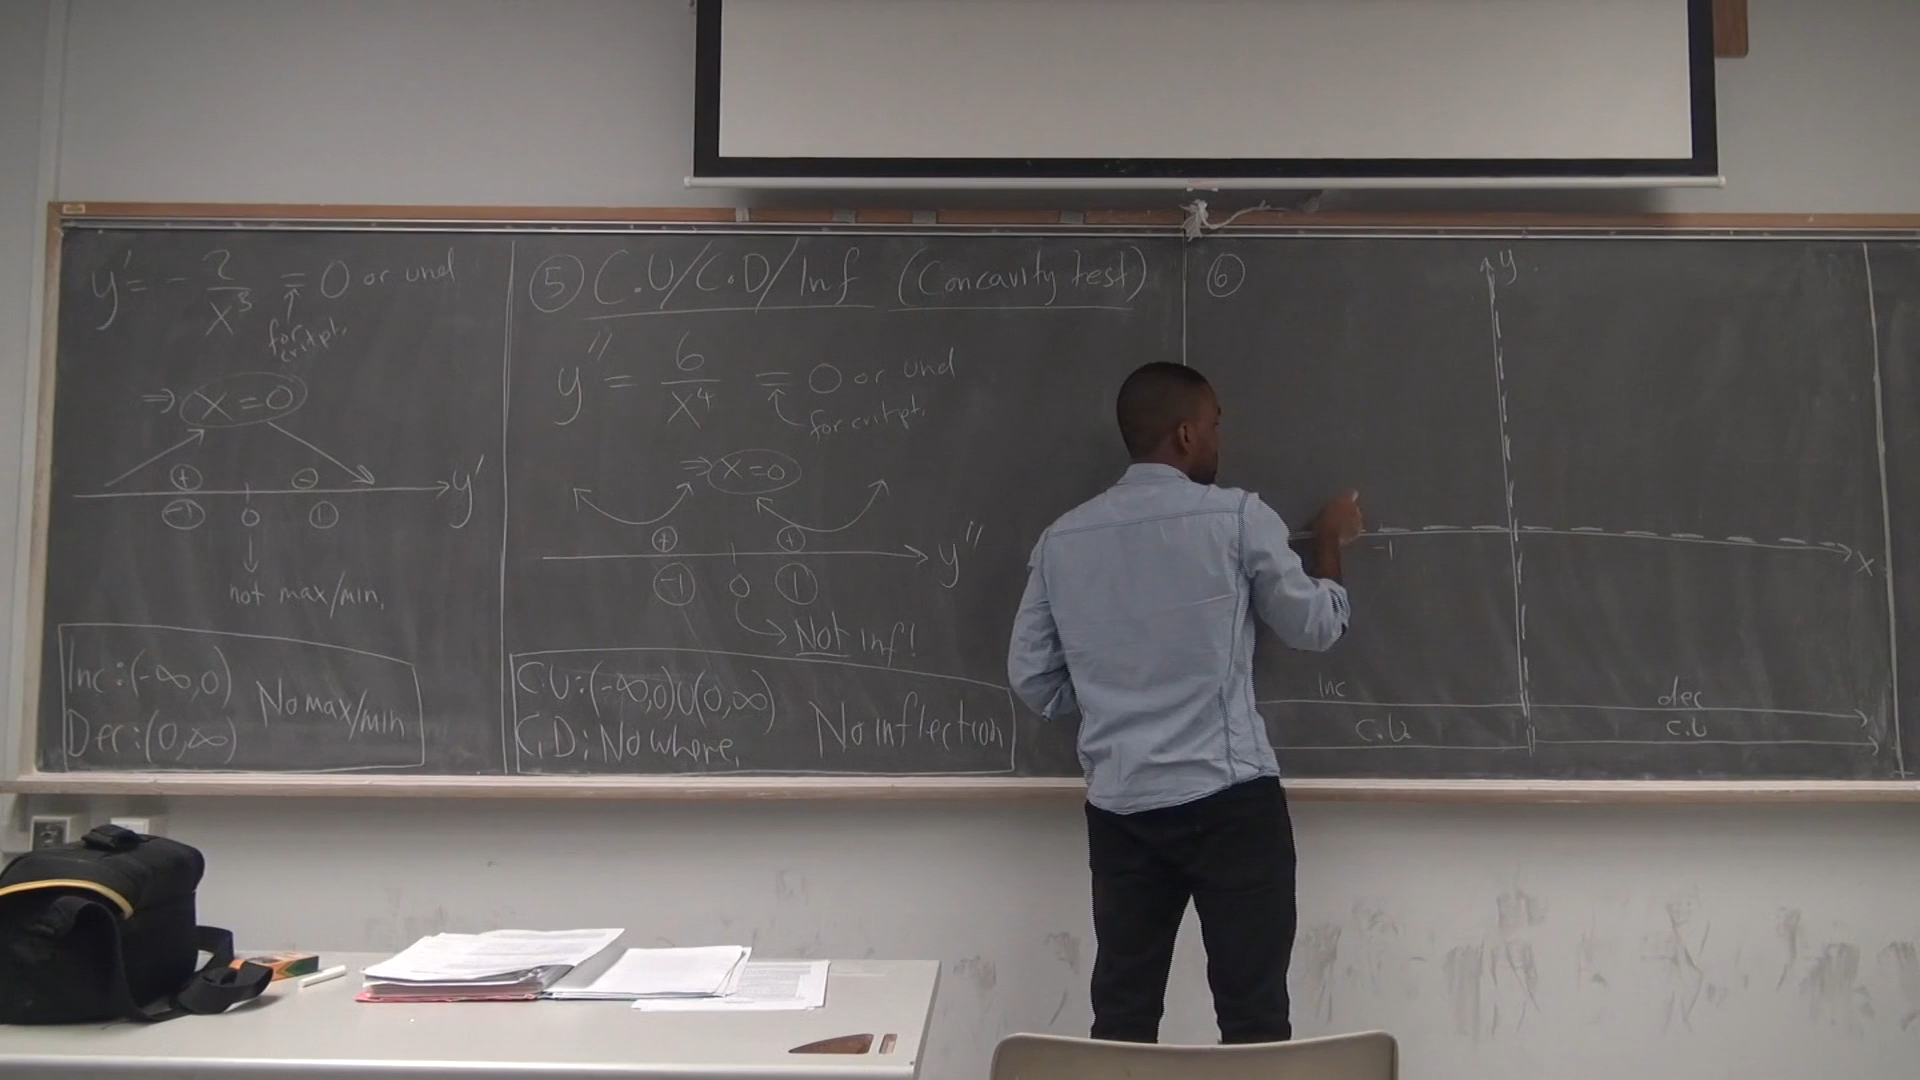 y' = - 2/x³ = 0 or und
for crit pt.
⇒ x=0
+ -
y'
-1 0 1
not max/min.
Inc: (-∞,0)
Dec: (0,∞)
No max/min
⑤ C.U/C.D/Inf (Concavity test)
y'' = 6/x⁴ = 0 or und
for crit pt.
⇒ x=0
+ +
y''
-1 0 1
Not inf!
C.U: (-∞,0)U(0,∞)
C.D: Nowhere.
No inflection
⑥
y
-1
x
Inc dec
C.U. C.U